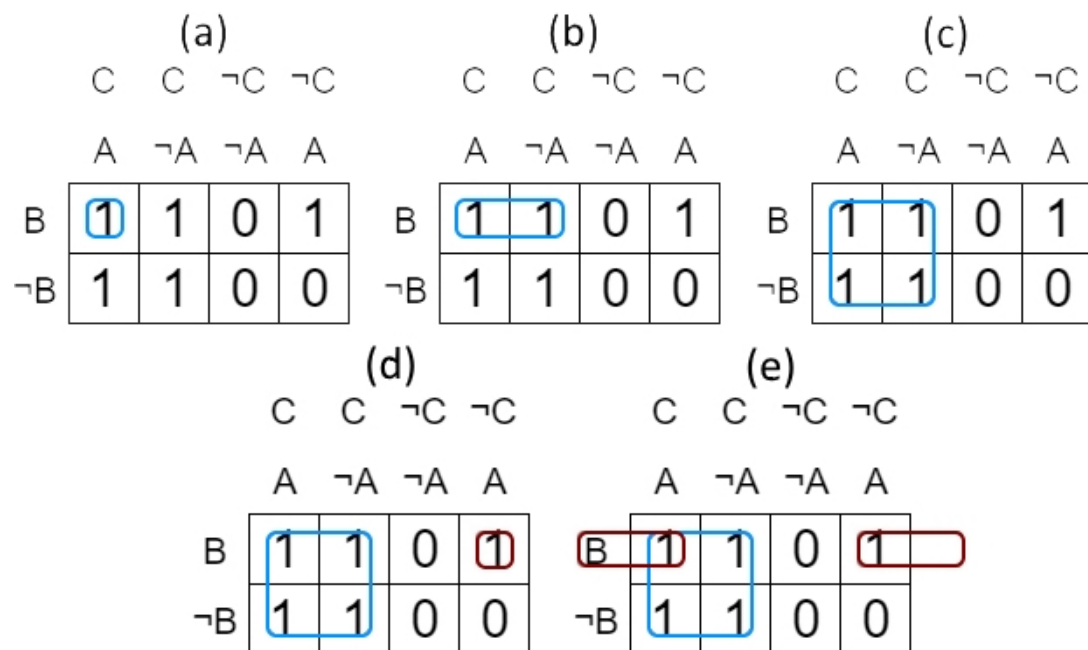 (a) (b) (c)
C C ¬C ¬C C C ¬C ¬C C C ¬C ¬C
A ¬A ¬A A A ¬A ¬A A A ¬A ¬A A
B 1 1 0 1 B 1 1 0 1 B 1 1 0 1
¬B 1 1 0 0 ¬B 1 1 0 0 ¬B 1 1 0 0
(d) (e)
C C ¬C ¬C C C ¬C ¬C
A ¬A ¬A A A ¬A ¬A A
B 1 1 0 1 B 1 1 0 1
¬B 1 1 0 0 ¬B 1 1 0 0